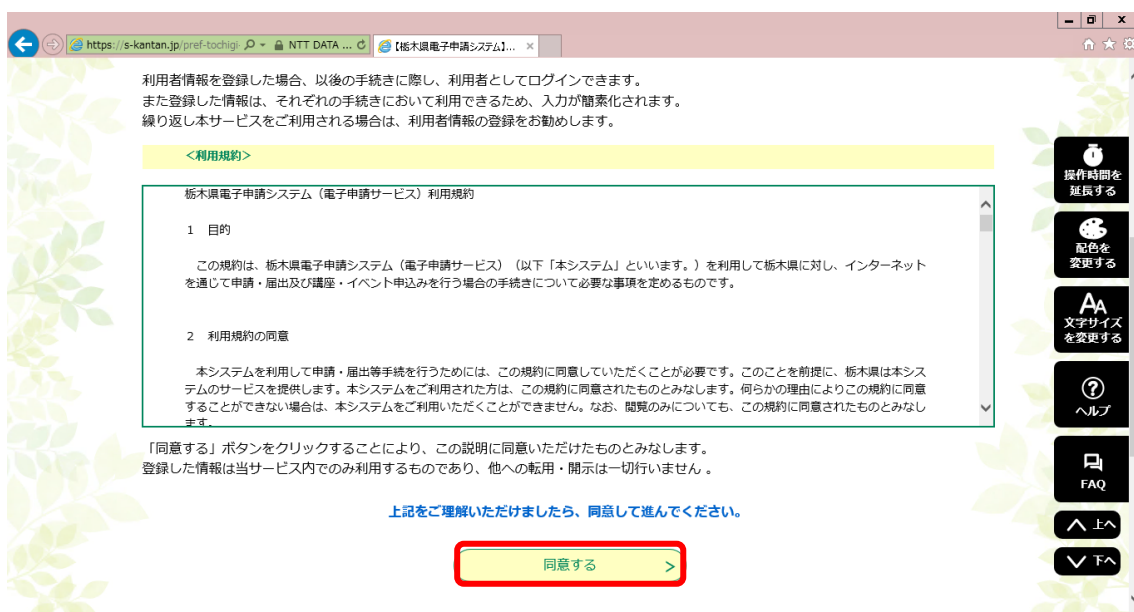 https://s-kantan.jp/pref-tochigi- NTT DATA ... 【栃木県電子申請システム】...
利用者情報を登録した場合、以後の手続きに際し、利用者としてログインできます。
また登録した情報は、それぞれの手続きにおいて利用できるため、入力が簡素化されます。
繰り返し本サービスをご利用される場合は、利用者情報の登録をお勧めします。
＜利用規約＞
栃木県電子申請システム（電子申請サービス）利用規約
１　目的
この規約は、栃木県電子申請システム（電子申請サービス）（以下「本システム」といいます。）を利用して栃木県に対し、インターネット
を通じて申請・届出及び講座・イベント申込みを行う場合の手続きについて必要な事項を定めるものです。
２　利用規約の同意
本システムを利用して申請・届出等手続を行うためには、この規約に同意していただくことが必要です。このことを前提に、栃木県は本シス
テムのサービスを提供します。本システムをご利用された方は、この規約に同意されたものとみなします。何らかの理由によりこの規約に同意
することができない場合は、本システムをご利用いただくことができません。なお、閲覧のみについても、この規約に同意されたものとみなし
ます。
「同意する」ボタンをクリックすることにより、この説明に同意いただけたものとみなします。
登録した情報は当サービス内でのみ利用するものであり、他への転用・開示は一切行いません 。
上記をご理解いただけましたら、同意して進んでください。
同意する
操作時間を
延長する
配色を
変更する
AA
文字サイズ
を変更する
?
ヘルプ
FAQ
上へ
下へ